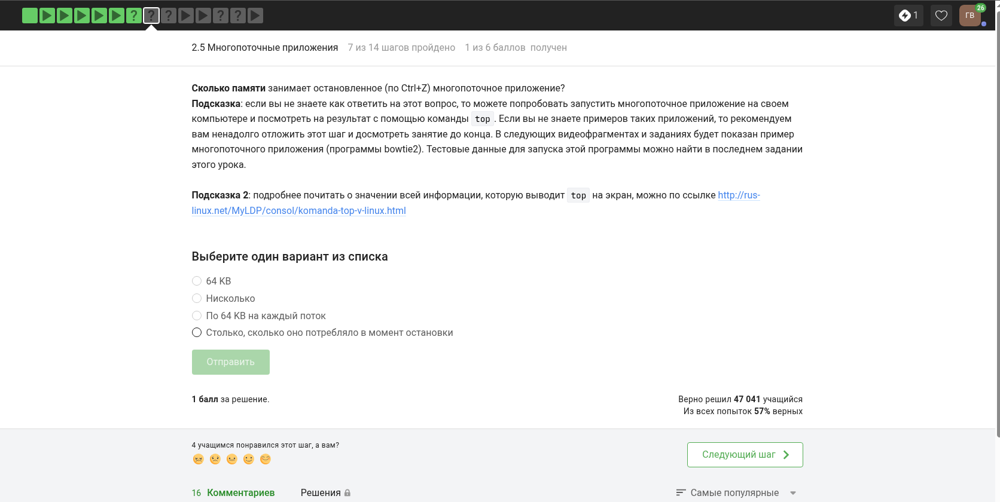 ? ? ? ? ?
1
ГВ
26
2.5 Многопоточные приложения 7 из 14 шагов пройдено 1 из 6 баллов получен
Сколько памяти занимает остановленное (по Ctrl+Z) многопоточное приложение?
Подсказка: если вы не знаете как ответить на этот вопрос, то можете попробовать запустить многопоточное приложение на своем
компьютере и посмотреть на результат с помощью команды top. Если вы не знаете примеров таких приложений, то рекомендуем
вам ненадолго отложить этот шаг и досмотреть занятие до конца. В следующих видеофрагментах и заданиях будет показан пример
многопоточного приложения (программы bowtie2). Тестовые данные для запуска этой программы можно найти в последнем задании
этого урока.
Подсказка 2: подробнее почитать о значении всей информации, которую выводит top на экран, можно по ссылке http://rus-
linux.net/MyLDP/consol/komanda-top-v-linux.html
Выберите один вариант из списка
64 KB
Нисколько
По 64 KB на каждый поток
Столько, сколько оно потребляло в момент остановки
Отправить
1 балл за решение.
Верно решил 47 041 учащийся
Из всех попыток 57% верных
4 учащимся понравился этот шаг, а вам?
Следующий шаг
16 Комментариев Решения
Самые популярные